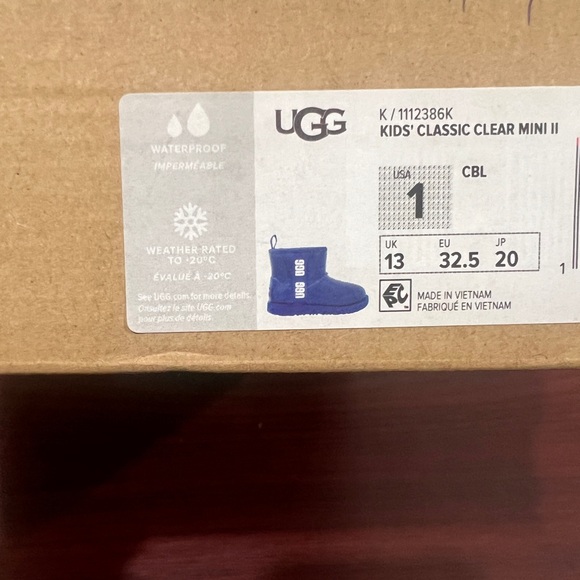 WATERPROOF
IMPERMÉABLE
WEATHER RATED
TO -20°C
ÉVALUÉ À -20°C
See UGG.com for more details.
Consultez le site UGG.com
pour plus de détails.
UGG
K / 1112386K
KIDS' CLASSIC CLEAR MINI II
USA
1
CBL
UK EU JP
13 32.5 20
MADE IN VIETNAM
FABRIQUÉ EN VIETNAM
UGG UGG
1